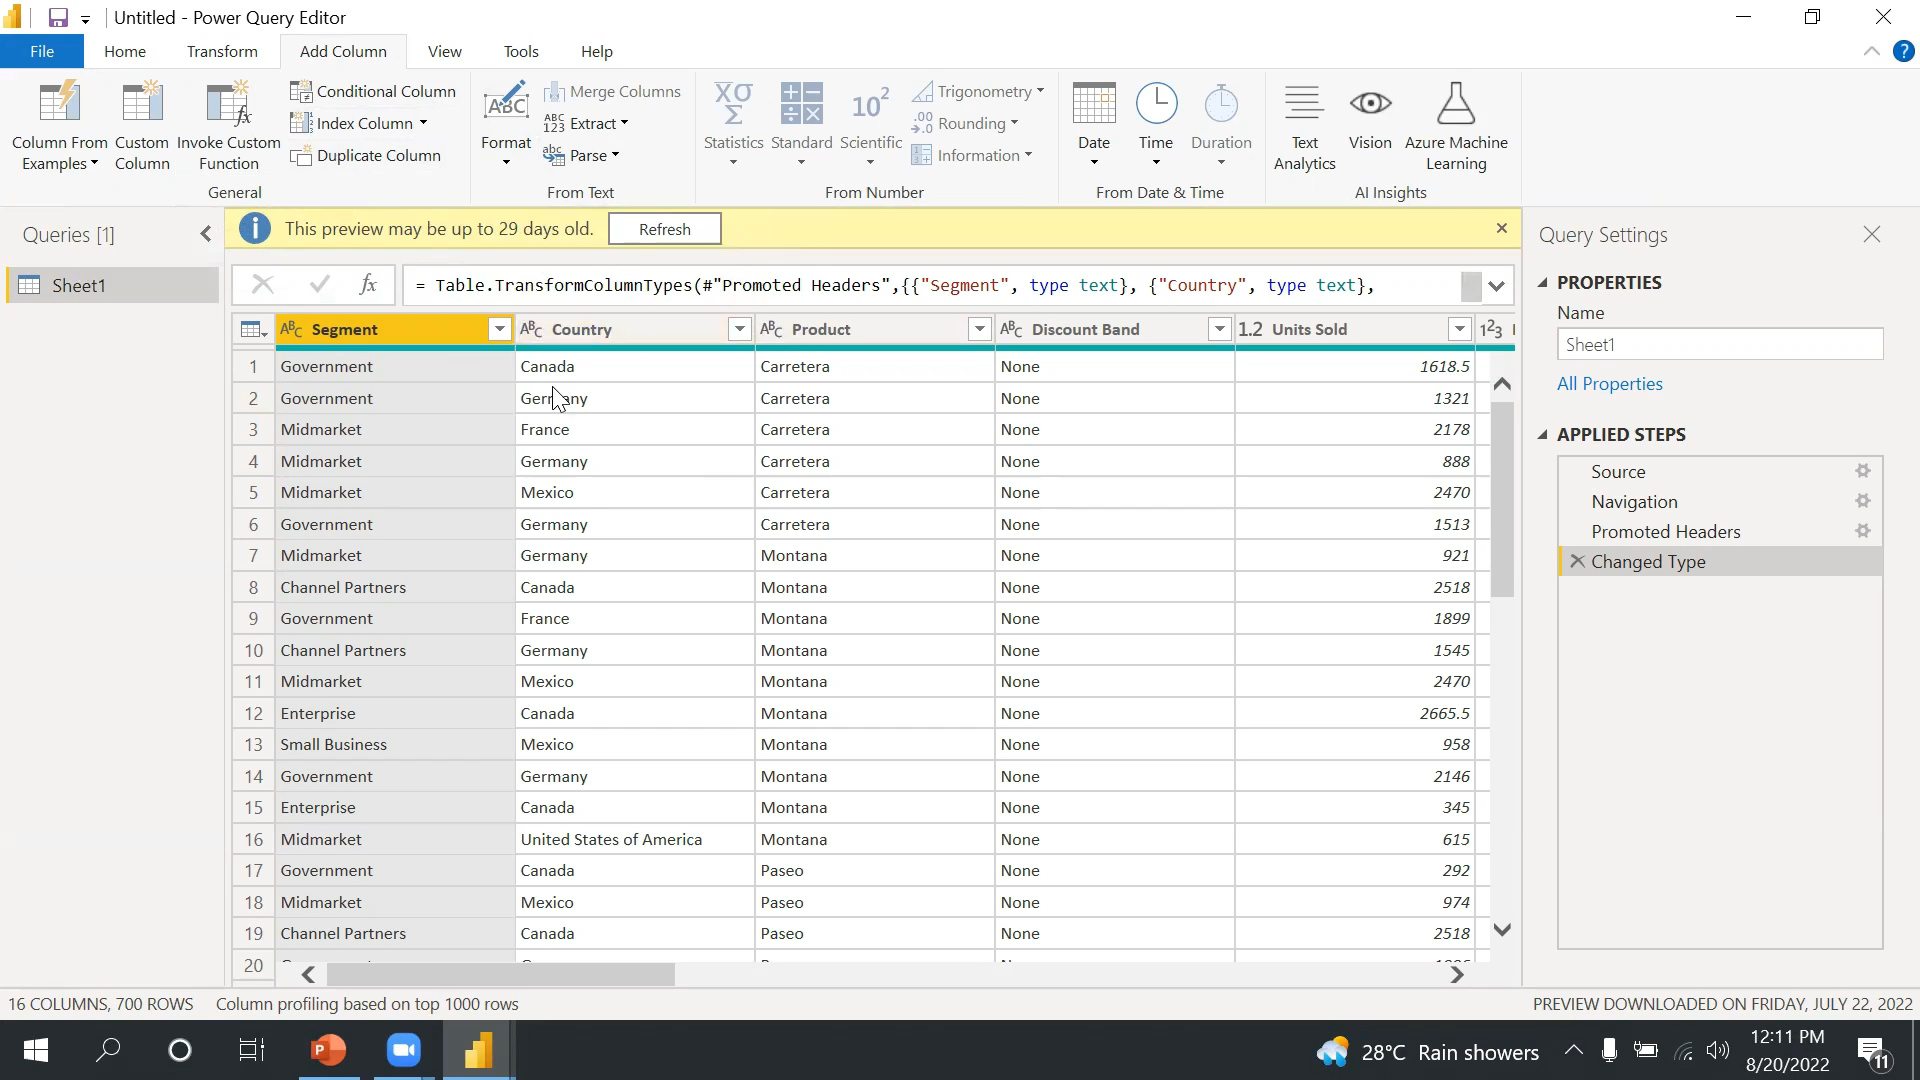 Untitled - Power Query Editor
File Home Transform Add Column View Tools Help
Column From Examples
Custom Column
Invoke Custom Function
Conditional Column
Index Column
Duplicate Column
General
Format
Merge Columns
Extract
Parse
From Text
Statistics
Standard
Scientific
Trigonometry
Rounding
Information
From Number
Date
Time
Duration
From Date & Time
Text Analytics
Vision
Azure Machine Learning
AI Insights
Queries [1]
Sheet1
This preview may be up to 29 days old. Refresh
= Table.TransformColumnTypes(#"Promoted Headers",{{"Segment", type text}, {"Country", type text},
Segment Country Product Discount Band 1.2 Units Sold
1 Government Canada Carretera None 1618.5
2 Government Germany Carretera None 1321
3 Midmarket France Carretera None 2178
4 Midmarket Germany Carretera None 888
5 Midmarket Mexico Carretera None 2470
6 Government Germany Carretera None 1513
7 Midmarket Germany Montana None 921
8 Channel Partners Canada Montana None 2518
9 Government France Montana None 1899
10 Channel Partners Germany Montana None 1545
11 Midmarket Mexico Montana None 2470
12 Enterprise Canada Montana None 2665.5
13 Small Business Mexico Montana None 958
14 Government Germany Montana None 2146
15 Enterprise Canada Montana None 345
16 Midmarket United States of America Montana None 615
17 Government Canada Paseo None 292
18 Midmarket Mexico Paseo None 974
19 Channel Partners Canada Paseo None 2518
20
Query Settings
PROPERTIES
Name
Sheet1
All Properties
APPLIED STEPS
Source
Navigation
Promoted Headers
Changed Type
16 COLUMNS, 700 ROWS Column profiling based on top 1000 rows
PREVIEW DOWNLOADED ON FRIDAY, JULY 22, 2022
28°C Rain showers
12:11 PM
8/20/2022
11